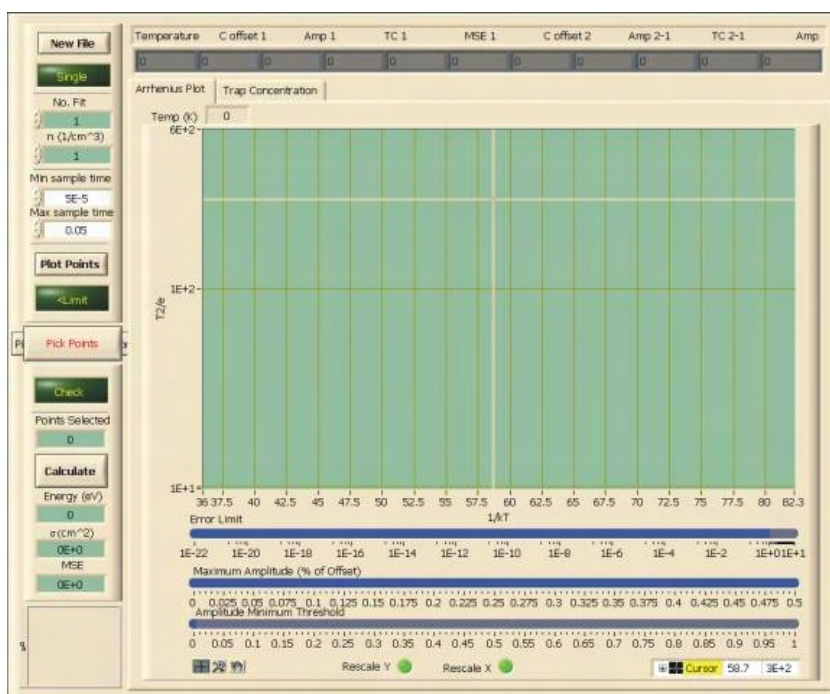 New File
Single
No. Fit
1
n (1/cm^3)
1
Min sample time
5E-5
Max sample time
0.05
Plot Points
<Limit
Pick Points
Check
Points Selected
0
Calculate
Energy (eV)
0
σ(cm^2)
0E+0
MSE
0E+0
%
Temperature C offset 1 Amp 1 TC 1 MSE 1 C offset 2 Amp 2-1 TC 2-1 Amp
0 0 0 0 0 0 0 0 0
Arrhenius Plot Trap Concentration
Temp (K) 0
6E+2
1E+2
1E+1
T2/e
36 37.5 40 42.5 45 47.5 50 52.5 55 57.5 60 62.5 65 67.5 70 72.5 75 77.5 80 82.3
1/kT
Error Limit
1E-22 1E-20 1E-18 1E-16 1E-14 1E-12 1E-10 1E-8 1E-6 1E-4 1E-2 1E+01E+1
Maximum Amplitude (% of Offset)
0 0.025 0.05 0.075 0.1 0.125 0.15 0.175 0.2 0.225 0.25 0.275 0.3 0.325 0.35 0.375 0.4 0.425 0.45 0.475 0.5
Amplitude Minimum Threshold
0 0.05 0.1 0.15 0.2 0.25 0.3 0.35 0.4 0.45 0.5 0.55 0.6 0.65 0.7 0.75 0.8 0.85 0.9 0.95 1
Rescale Y Rescale X Cursor 58.7 3E+2